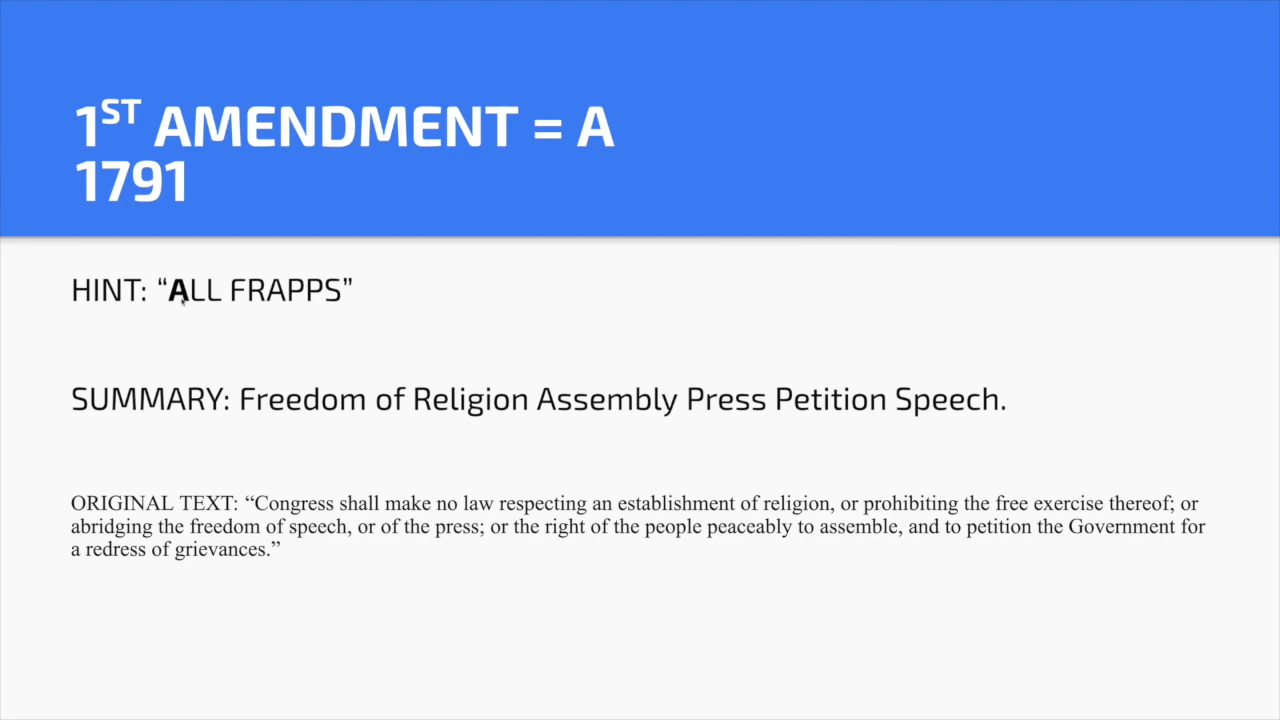 1ST AMENDMENT = A
1791
HINT: “ALL FRAPPS”
SUMMARY: Freedom of Religion Assembly Press Petition Speech.
ORIGINAL TEXT: “Congress shall make no law respecting an establishment of religion, or prohibiting the free exercise thereof; or
abridging the freedom of speech, or of the press; or the right of the people peaceably to assemble, and to petition the Government for
a redress of grievances.”